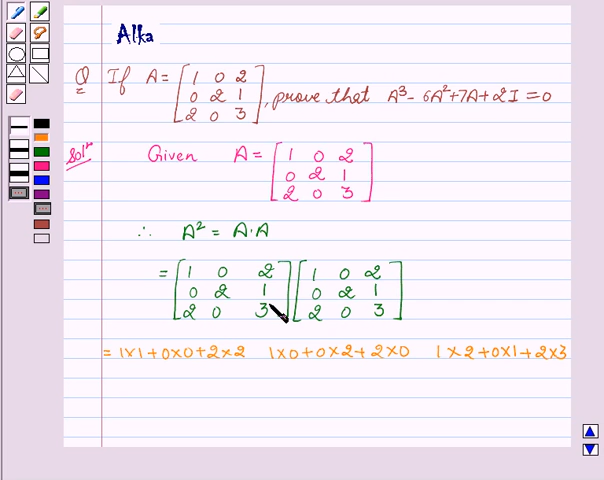 Alka
Q If A = [1 0 2
0 2 1
2 0 3], prove that A³ - 6A² + 7A + 2I = 0
Solⁿ Given A = [1 0 2
0 2 1
2 0 3]
∴ A² = A·A
= [1 0 2 [1 0 2
0 2 1 0 2 1
2 0 3] 2 0 3]
= 1×1+0×0+2×2 1×0+0×2+2×0 1×2+0×1+2×3